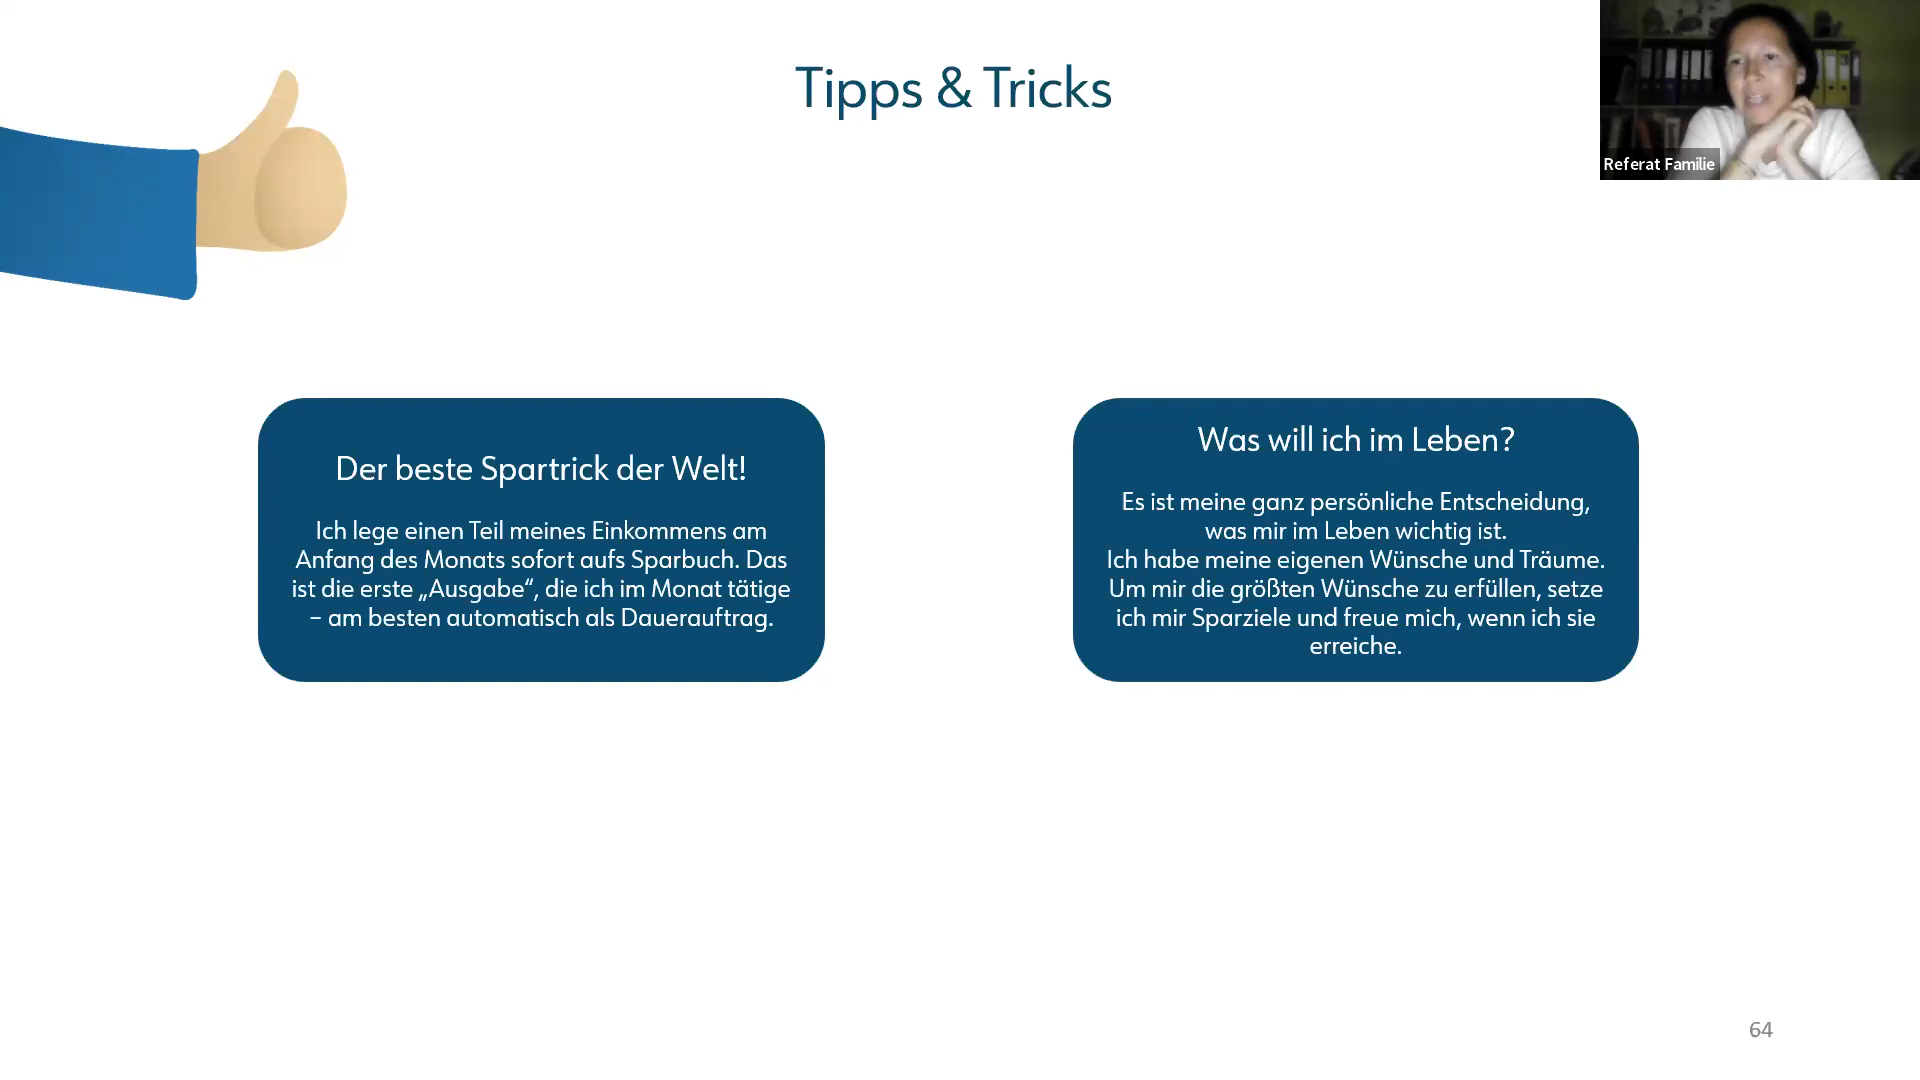 Tipps & Tricks
Referat Familie
Der beste Spartrick der Welt!
Ich lege einen Teil meines Einkommens am
Anfang des Monats sofort aufs Sparbuch. Das
ist die erste „Ausgabe“, die ich im Monat tätige
– am besten automatisch als Dauerauftrag.
Was will ich im Leben?
Es ist meine ganz persönliche Entscheidung,
was mir im Leben wichtig ist.
Ich habe meine eigenen Wünsche und Träume.
Um mir die größten Wünsche zu erfüllen, setze
ich mir Sparziele und freue mich, wenn ich sie
erreiche.
64